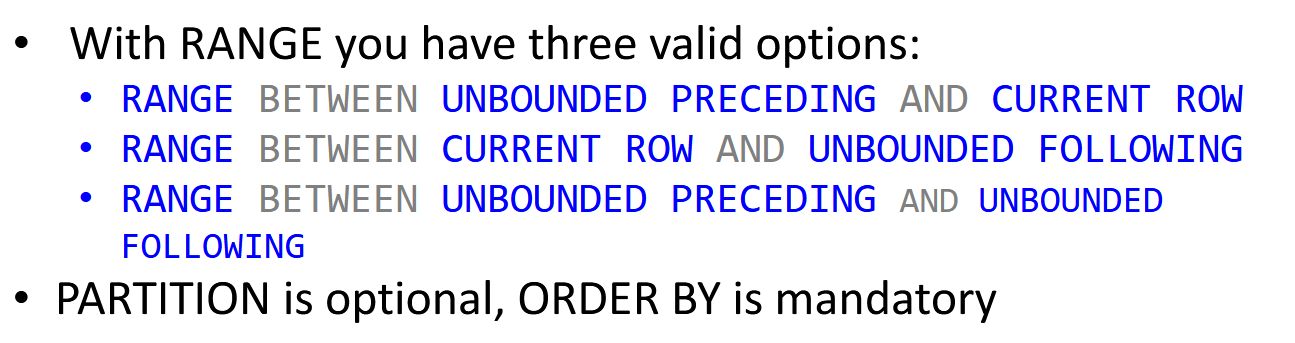 • With RANGE you have three valid options:
• RANGE BETWEEN UNBOUNDED PRECEDING AND CURRENT ROW
• RANGE BETWEEN CURRENT ROW AND UNBOUNDED FOLLOWING
• RANGE BETWEEN UNBOUNDED PRECEDING AND UNBOUNDED
FOLLOWING
• PARTITION is optional, ORDER BY is mandatory